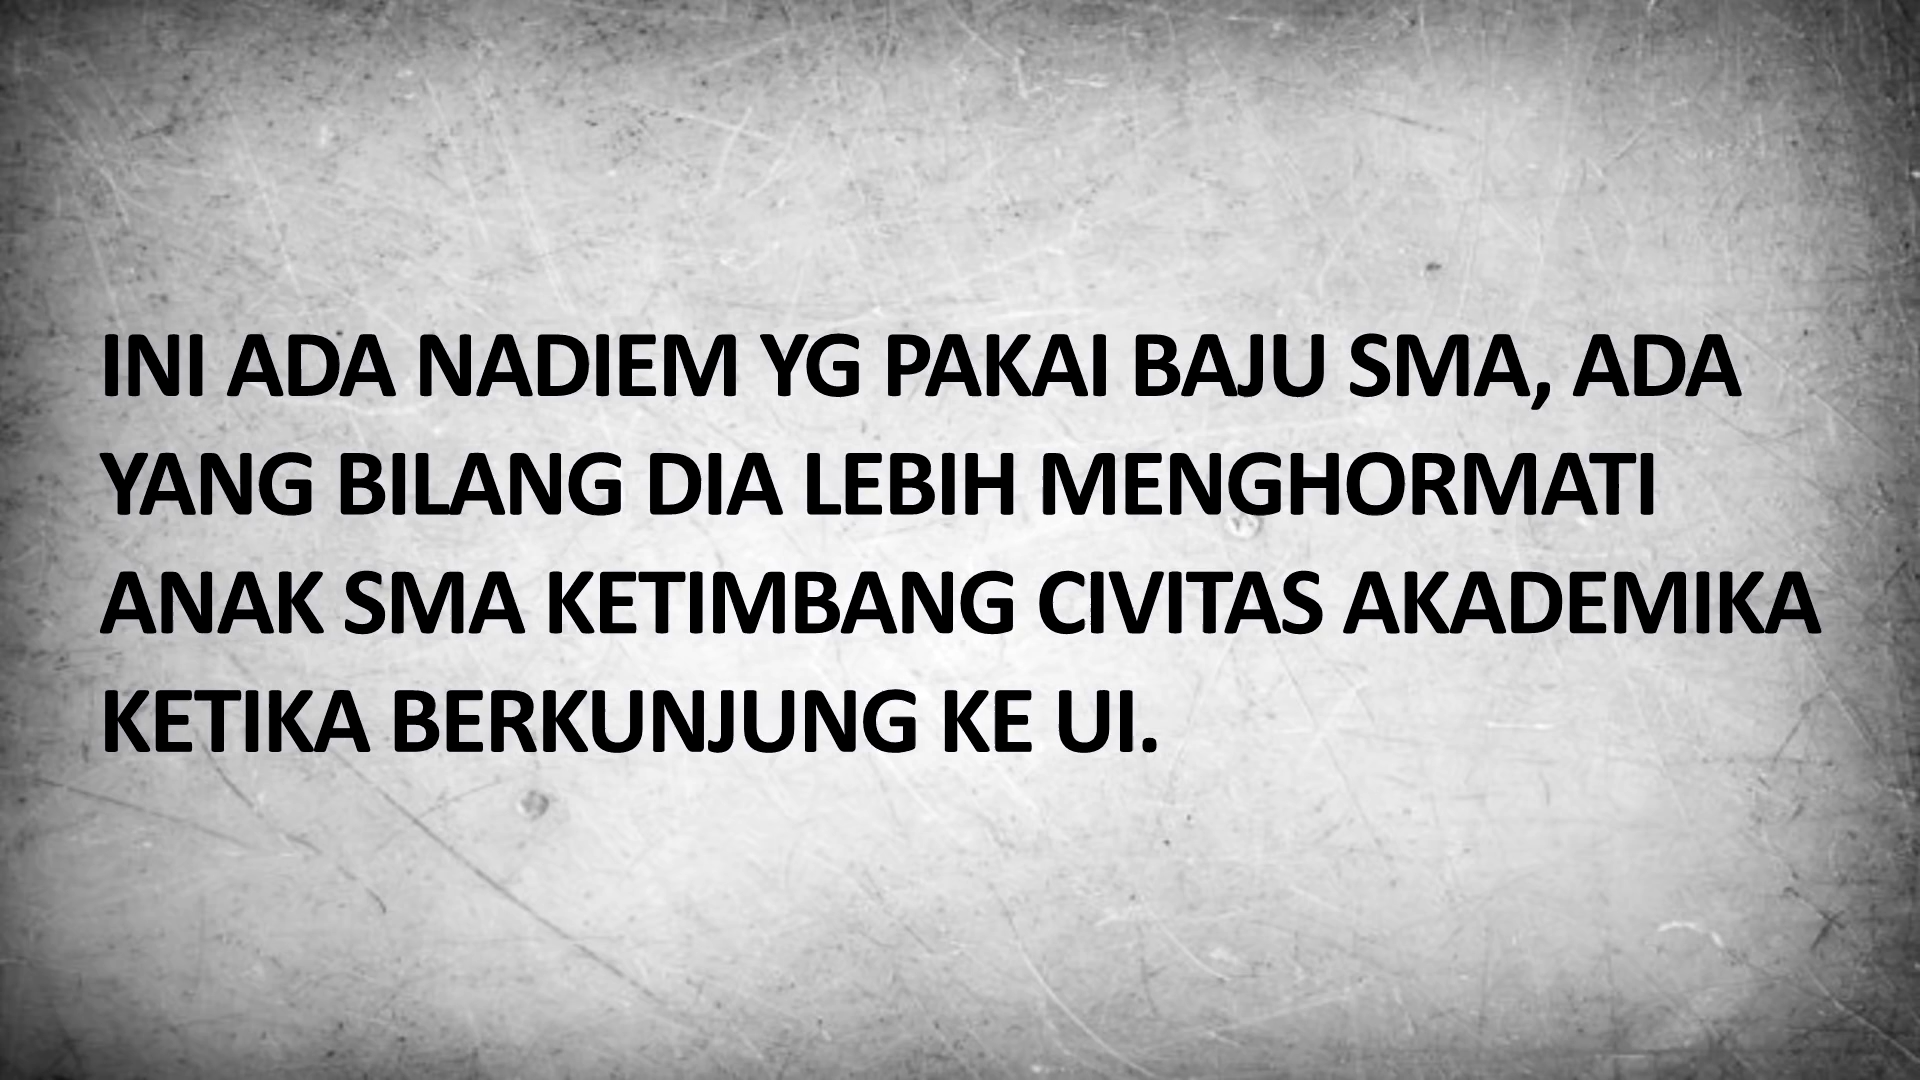 INI ADA NADIEM YG PAKAI BAJU SMA, ADA
YANG BILANG DIA LEBIH MENGHORMATI
ANAK SMA KETIMBANG CIVITAS AKADEMIKA
KETIKA BERKUNJUNG KE UI.